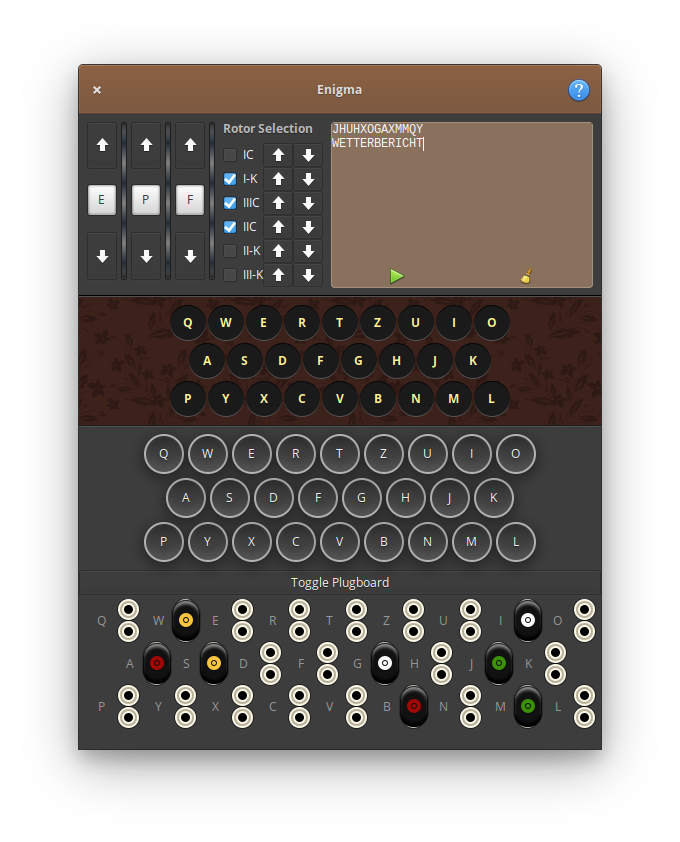 × Enigma ?
Rotor Selection
E P F
IC
I-K
IIIC
IIC
II-K
III-K
JHUHXOGAXMMQY
WETTERBERICHT
Q W E R T Z U I O
A S D F G H J K
P Y X C V B N M L
Q W E R T Z U I O
A S D F G H J K
P Y X C V B N M L
Toggle Plugboard
Q W E R T Z U I O
A S D F G H J K
P Y X C V B N M L